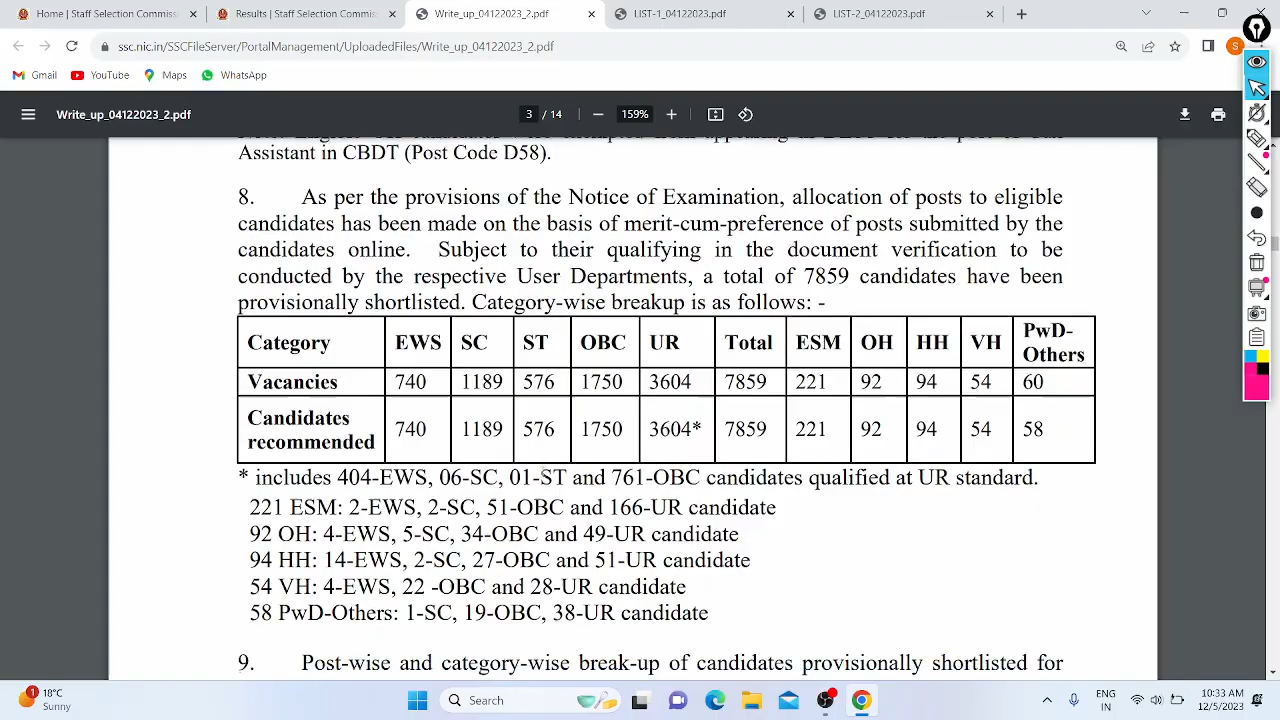 Home | Staff Selection Commissi
Results | Staff Selection Commis
Write_up_04122023_2.pdf
LIST-1_04122023.pdf
LIST-2_04122023.pdf
ssc.nic.in/SSCFileServer/PortalManagement/UploadedFiles/Write_up_04122023_2.pdf
S
Gmail YouTube Maps WhatsApp
Write_up_04122023_2.pdf 3 / 14 159%
Assistant in CBDT (Post Code D58).
8. As per the provisions of the Notice of Examination, allocation of posts to eligible
candidates has been made on the basis of merit-cum-preference of posts submitted by the
candidates online. Subject to their qualifying in the document verification to be
conducted by the respective User Departments, a total of 7859 candidates have been
provisionally shortlisted. Category-wise breakup is as follows: -
Category EWS SC ST OBC UR Total ESM OH HH VH PwD-
Others
Vacancies 740 1189 576 1750 3604 7859 221 92 94 54 60
Candidates
recommended 740 1189 576 1750 3604* 7859 221 92 94 54 58
* includes 404-EWS, 06-SC, 01-ST and 761-OBC candidates qualified at UR standard.
221 ESM: 2-EWS, 2-SC, 51-OBC and 166-UR candidate
92 OH: 4-EWS, 5-SC, 34-OBC and 49-UR candidate
94 HH: 14-EWS, 2-SC, 27-OBC and 51-UR candidate
54 VH: 4-EWS, 22 -OBC and 28-UR candidate
58 PwD-Others: 1-SC, 19-OBC, 38-UR candidate
9. Post-wise and category-wise break-up of candidates provisionally shortlisted for
1
18°C
Sunny
Search
ENG
IN
10:33 AM
12/5/2023